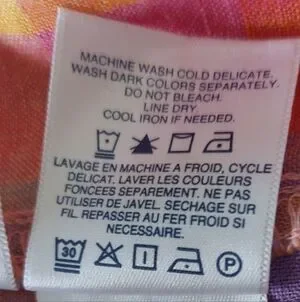 MACHINE WASH COLD DELICATE.
WASH DARK COLORS SEPARATELY.
DO NOT BLEACH.
LINE DRY.
COOL IRON IF NEEDED.
LAVAGE EN MACHINE A FROID, CYCLE
DELICAT. LAVER LES COULEURS
FONCEES SEPAREMENT. NE PAS
UTILISER DE JAVEL. SECHAGE SUR
FIL. REPASSER AU FER FROID SI
NECESSAIRE.
30 P